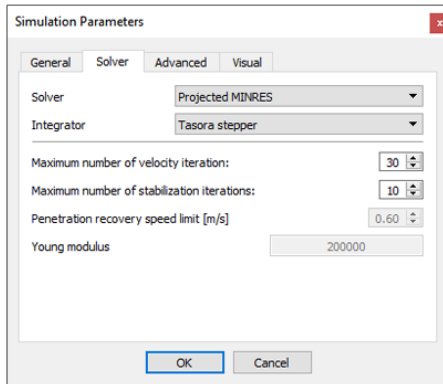 Simulation Parameters
x
General Solver Advanced Visual
Solver Projected MINRES
Integrator Tasora stepper
Maximum number of velocity iteration: 30
Maximum number of stabilization iterations: 10
Penetration recovery speed limit [m/s] 0.60
Young modulus 200000
OK Cancel